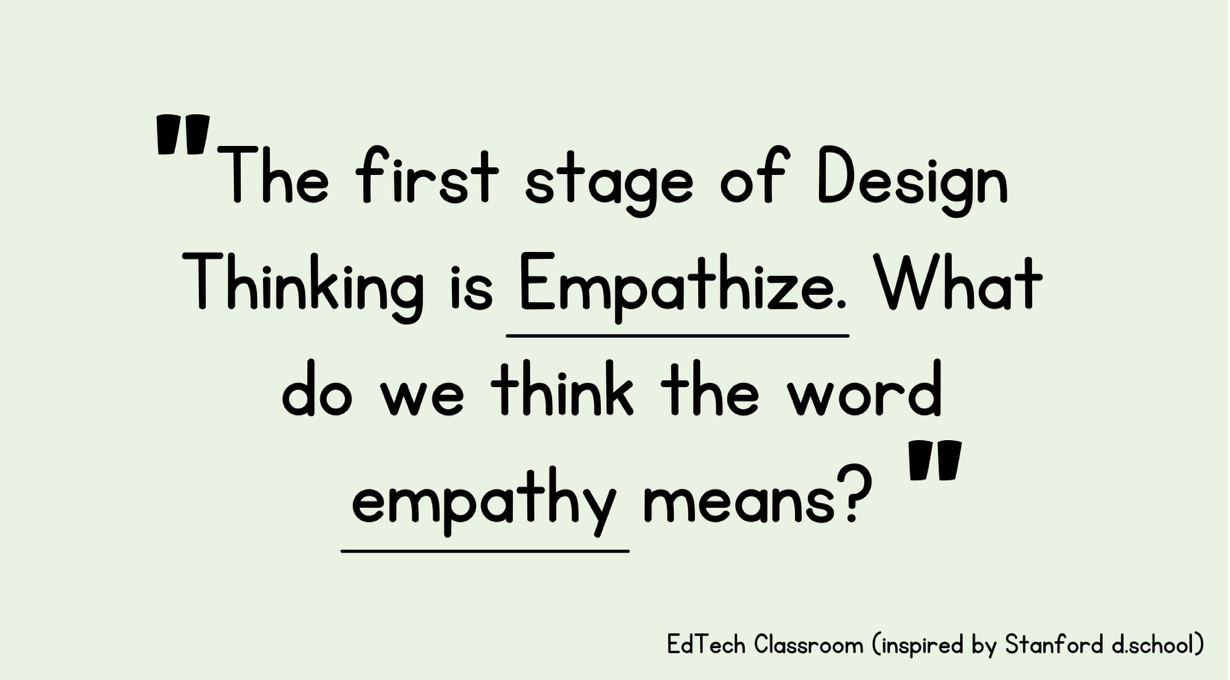 "The first stage of Design
Thinking is Empathize. What
do we think the word
empathy means?"
EdTech Classroom (inspired by Stanford d.school)